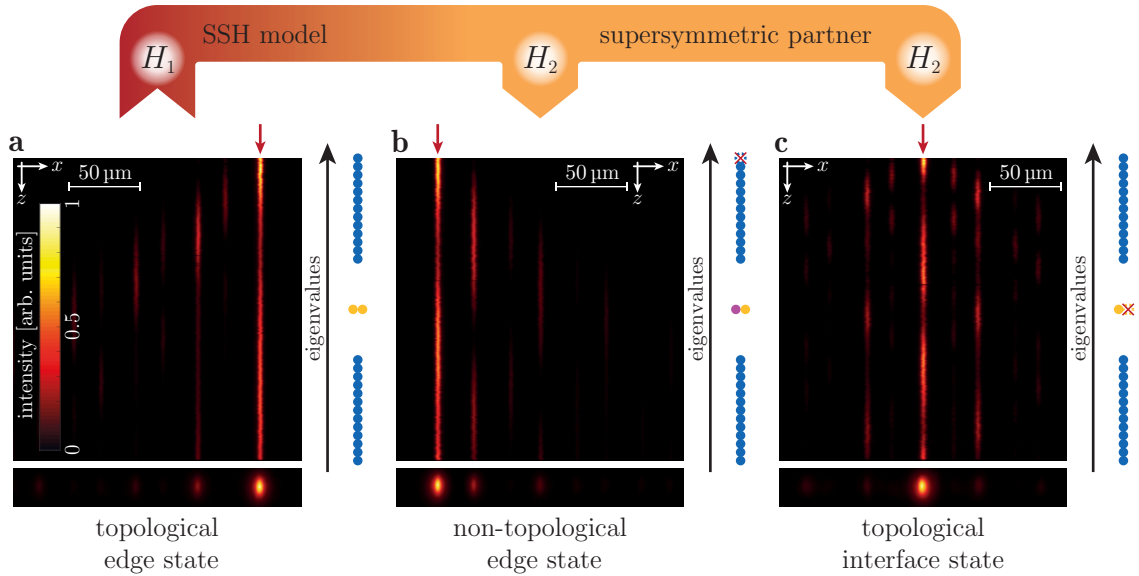 SSH model
supersymmetric partner
H1
H2
H2
a
b
c
x
z
50 µm
x
z
50 µm
x
z
50 µm
intensity [arb. units]
0
0.5
1
eigenvalues
eigenvalues
eigenvalues
topological
edge state
non-topological
edge state
topological
interface state